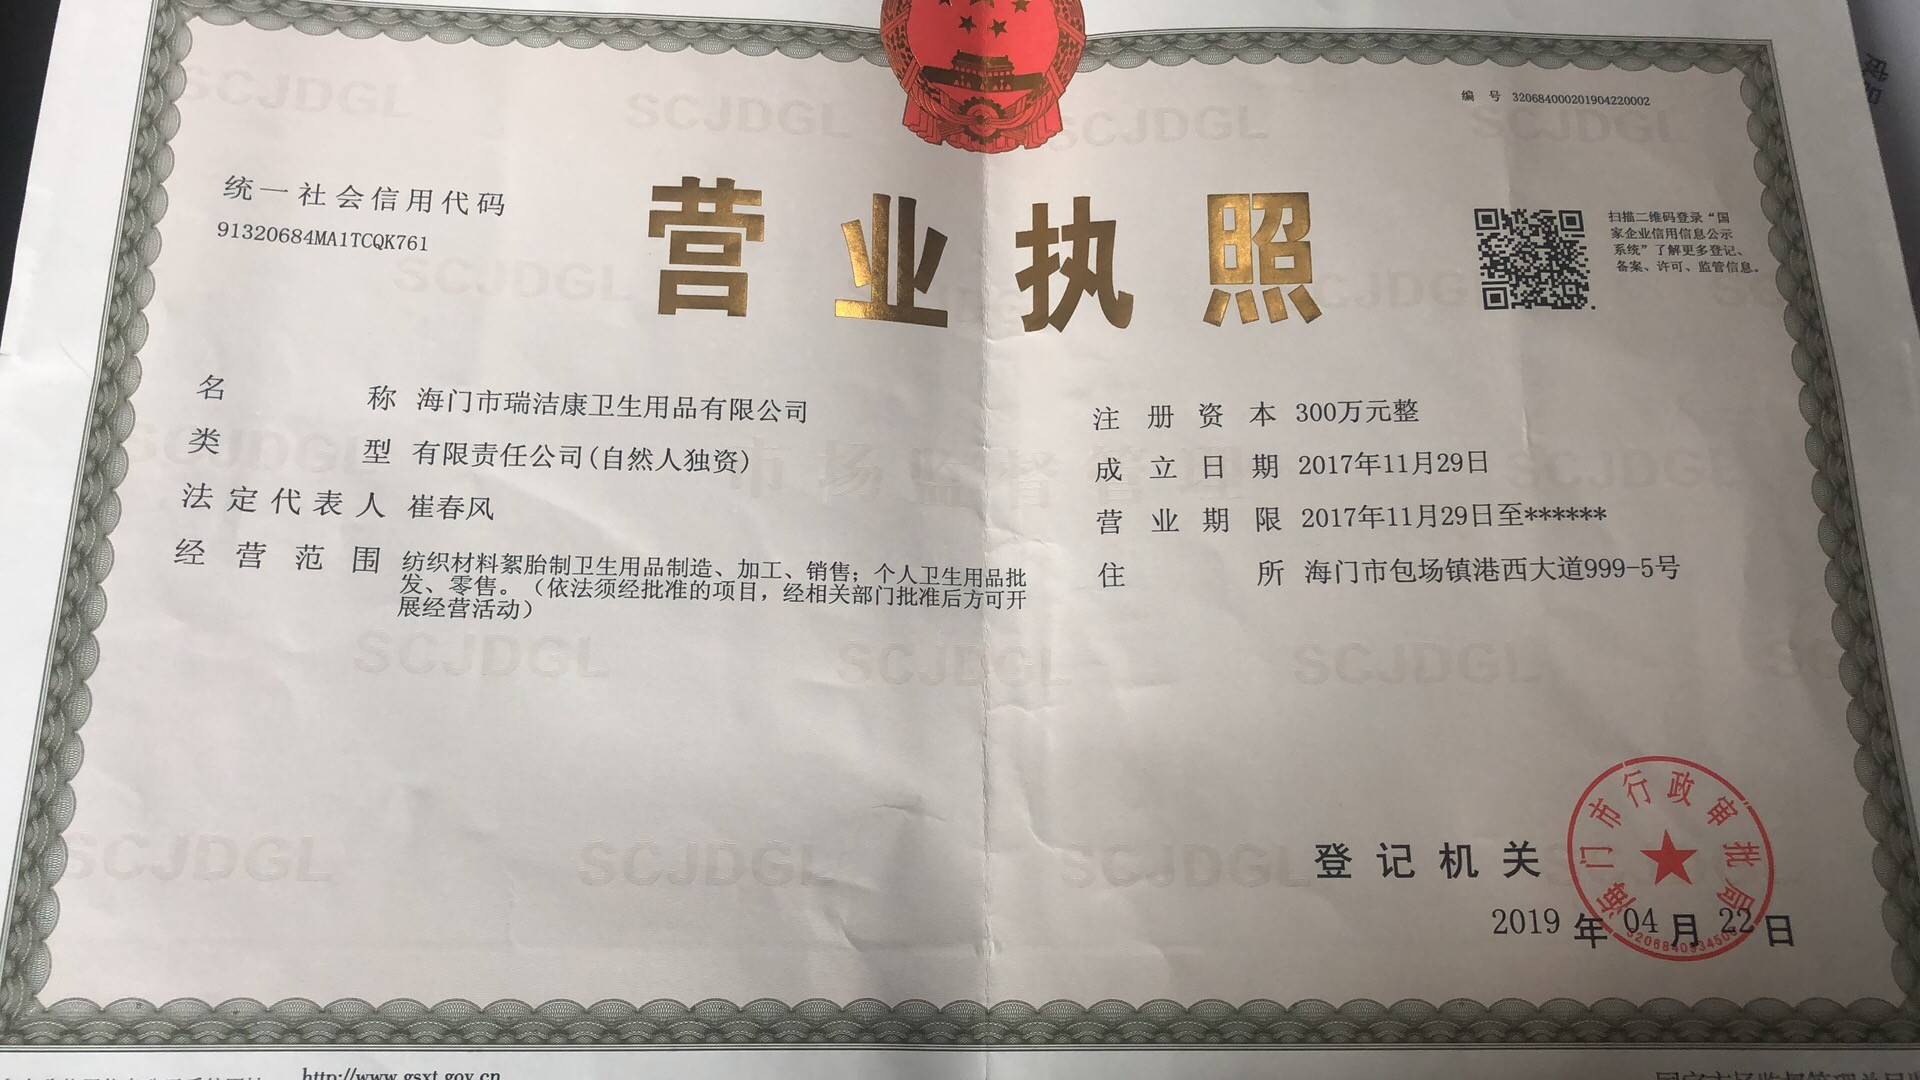 编 号 320684000201904220002
统一社会信用代码
91320684MA1TCQK761
营业执照
扫描二维码登录“国
家企业信用信息公示
系统”了解更多登记、
备案、许可、监管信息。
名 称 海门市瑞洁康卫生用品有限公司
类 型 有限责任公司(自然人独资)
法定代表人 崔春风
经营范围 纺织材料絮胎制卫生用品制造、加工、销售；个人卫生用品批
发、零售。（依法须经批准的项目，经相关部门批准后方可开
展经营活动）
注册资本 300万元整
成立日期 2017年11月29日
营业期限 2017年11月29日至******
住 所 海门市包场镇港西大道999-5号
登记机关
海门市行政审批局
2019 年 04 月 22 日
SCJDGL
市场监督管理
http://www.gsxt.gov.cn